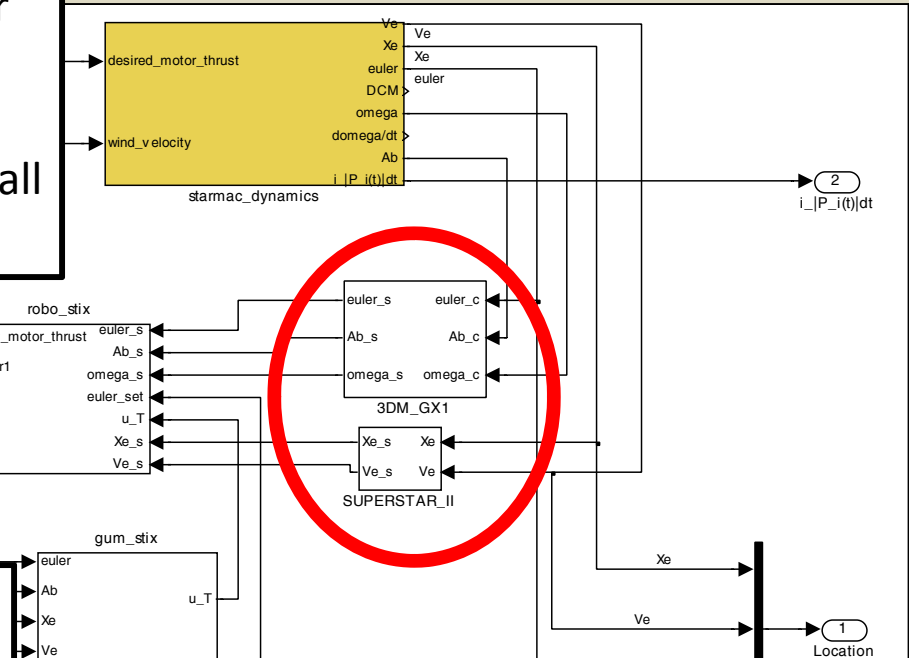 Ve
Ve
Xe
Xe
euler
euler
desired_motor_thrust
DCM
omega
wind_velocity
domega/dt
all
Ab
i_|P_i(t)|dt
starmac_dynamics
2
i_|P_i(t)|dt
robo_stix
euler_s
_motor_thrust
Ab_s
r1
omega_s
euler_set
u_T
Xe_s
Ve_s
euler_s
euler_c
Ab_s
Ab_c
omega_s
omega_c
3DM_GX1
Xe_s
Xe
Ve_s
Ve
SUPERSTAR_II
gum_stix
euler
Ab
u_T
Xe
Ve
Xe
Ve
1
Location